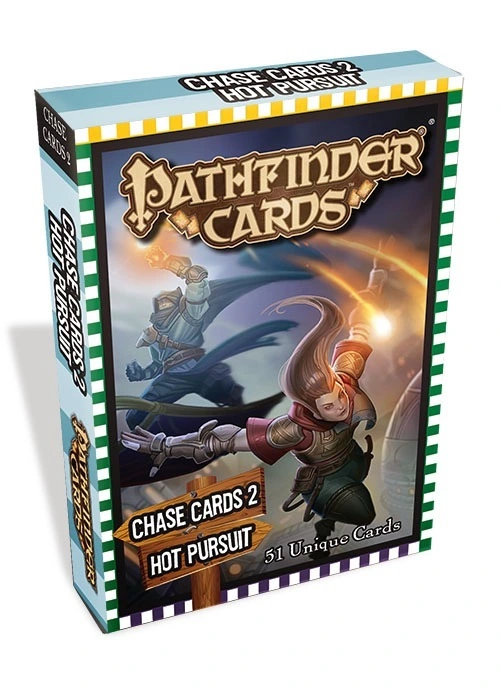 CHASE CARDS 2
HOT PURSUIT
CHASE
CARDS 2
PATHFINDER®
CARDS™
CHASE CARDS 2
HOT PURSUIT
PATHFINDER
CARDS
CHASE CARDS 2
HOT PURSUIT
51 Unique Cards